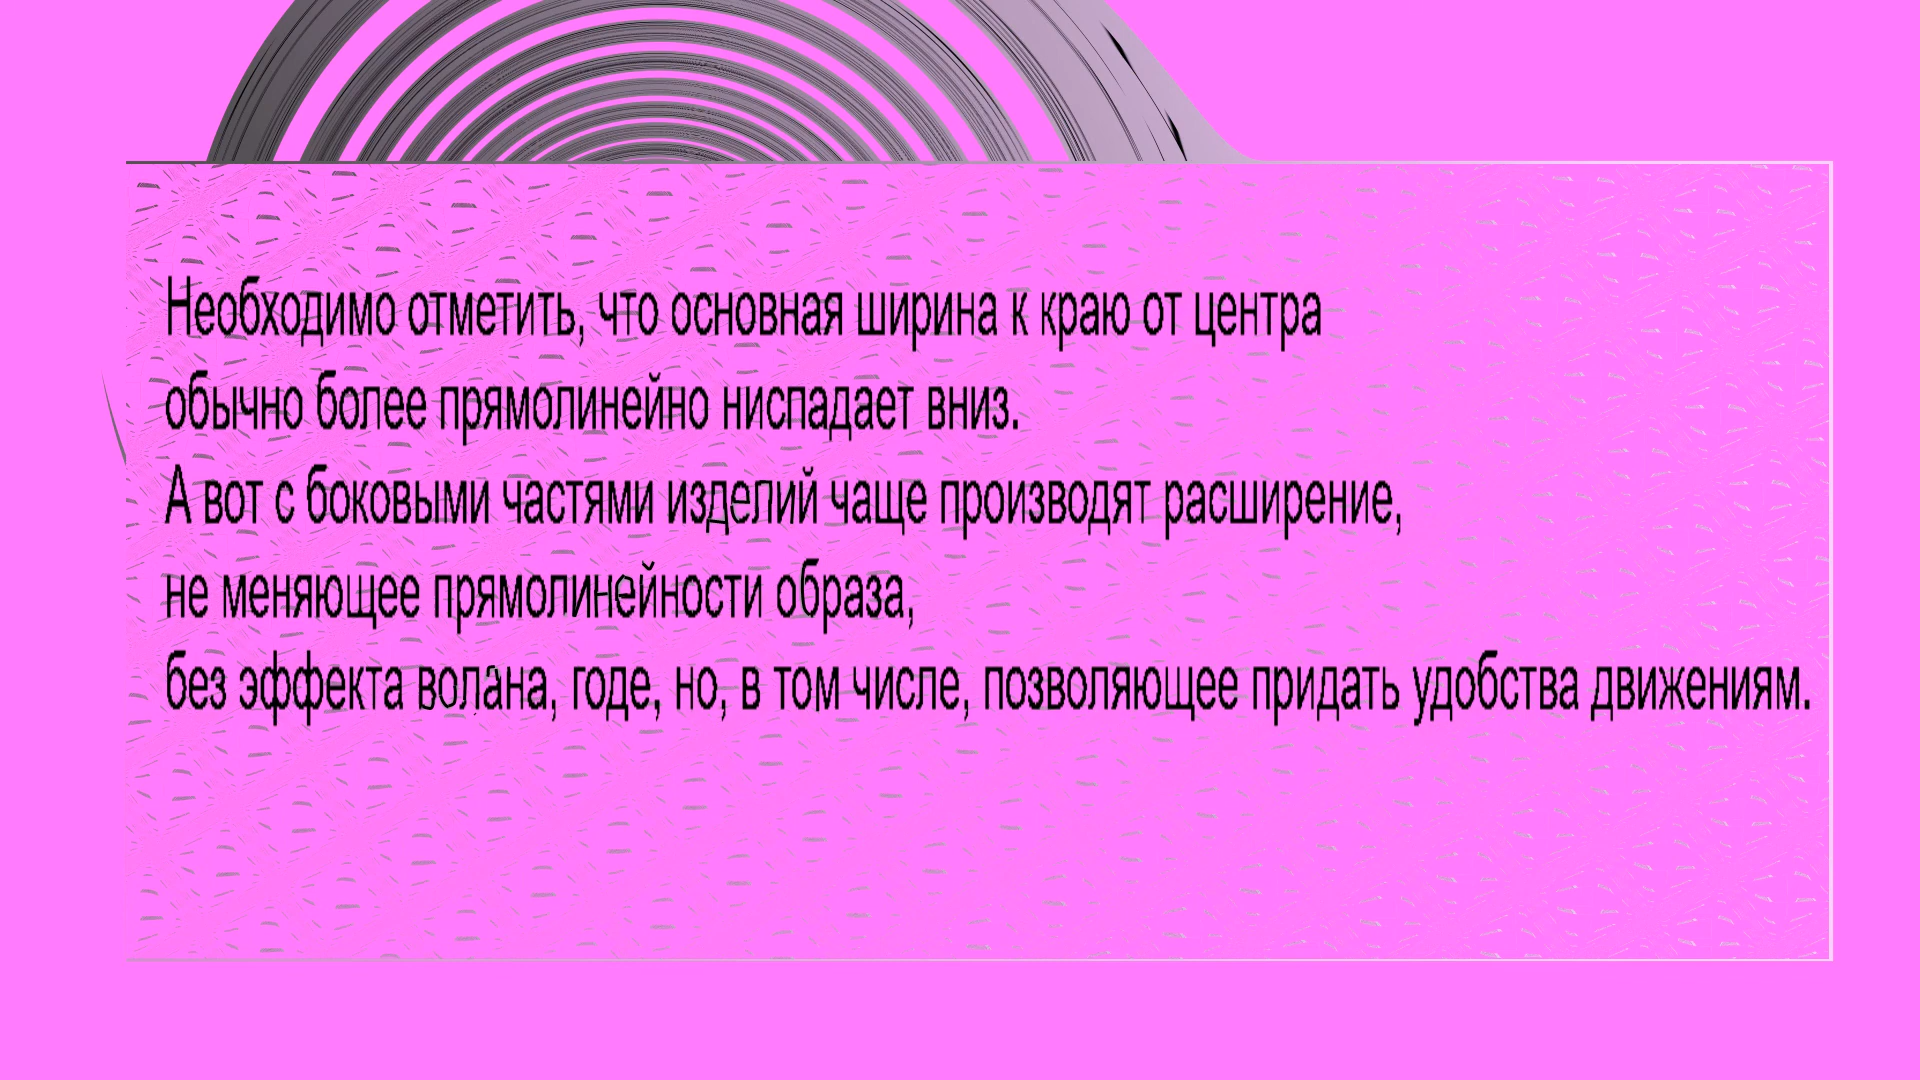 Необходимо отметить, что основная ширина к краю от центра
обычно более прямолинейно ниспадает вниз.
А вот с боковыми частями изделий чаще производят расширение,
не меняющее прямолинейности образа,
без эффекта волана, годе, но, в том числе, позволяющее придать удобства движениям.